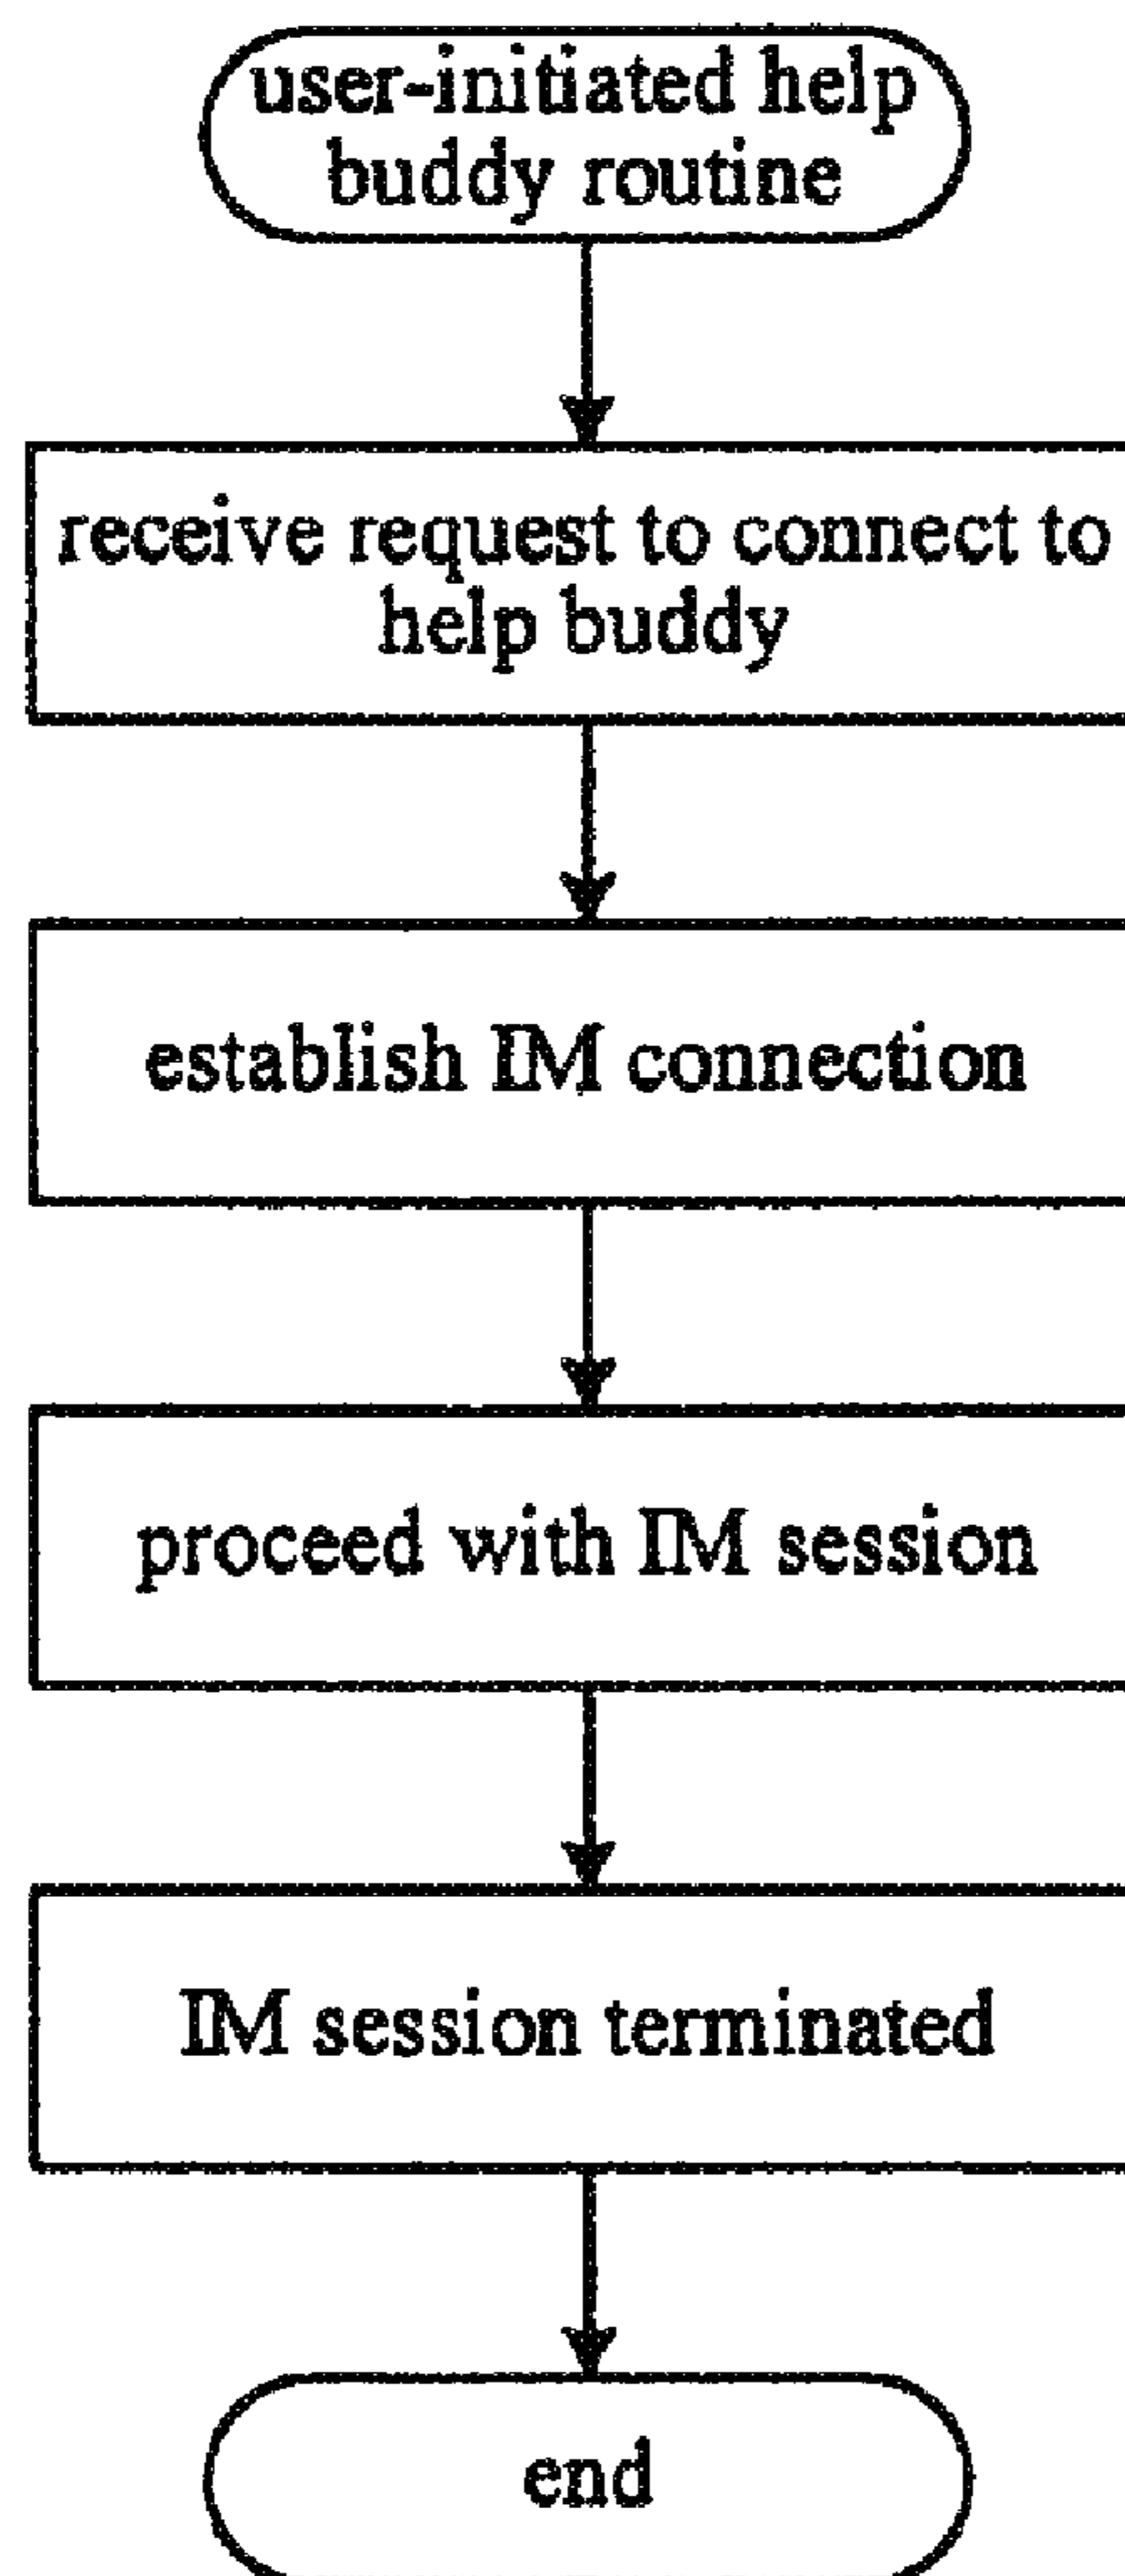 user-initiated help
buddy routine
receive request to connect to
help buddy
establish IM connection
proceed with IM session
IM session terminated
end